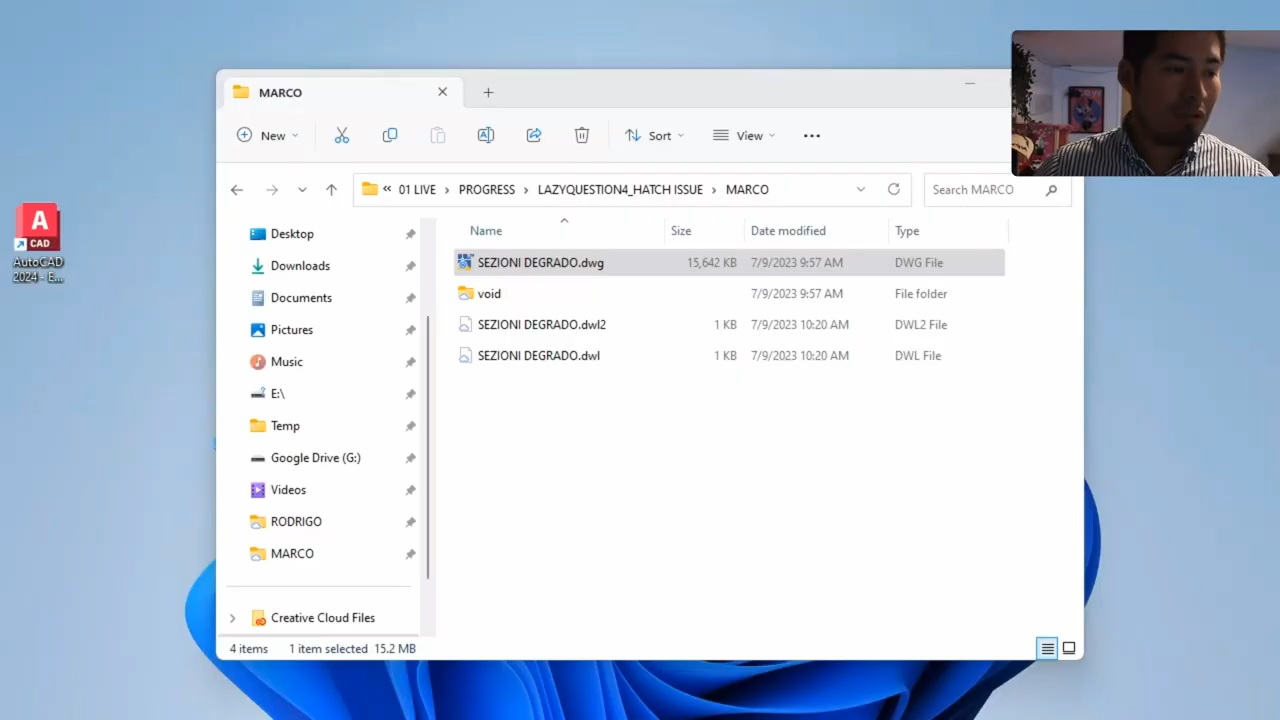 MARCO
New
Sort
View
01 LIVE > PROGRESS > LAZYQUESTION4_HATCH ISSUE > MARCO
Search MARCO
Name Size Date modified Type
SEZIONI DEGRADO.dwg 15,642 KB 7/9/2023 9:57 AM DWG File
void 7/9/2023 9:57 AM File folder
SEZIONI DEGRADO.dwl2 1 KB 7/9/2023 10:20 AM DWL2 File
SEZIONI DEGRADO.dwl 1 KB 7/9/2023 10:20 AM DWL File
Desktop
Downloads
Documents
Pictures
Music
E:\
Temp
Google Drive (G:)
Videos
RODRIGO
MARCO
Creative Cloud Files
4 items 1 item selected 15.2 MB
A
CAD
AutoCAD
2024 - E...